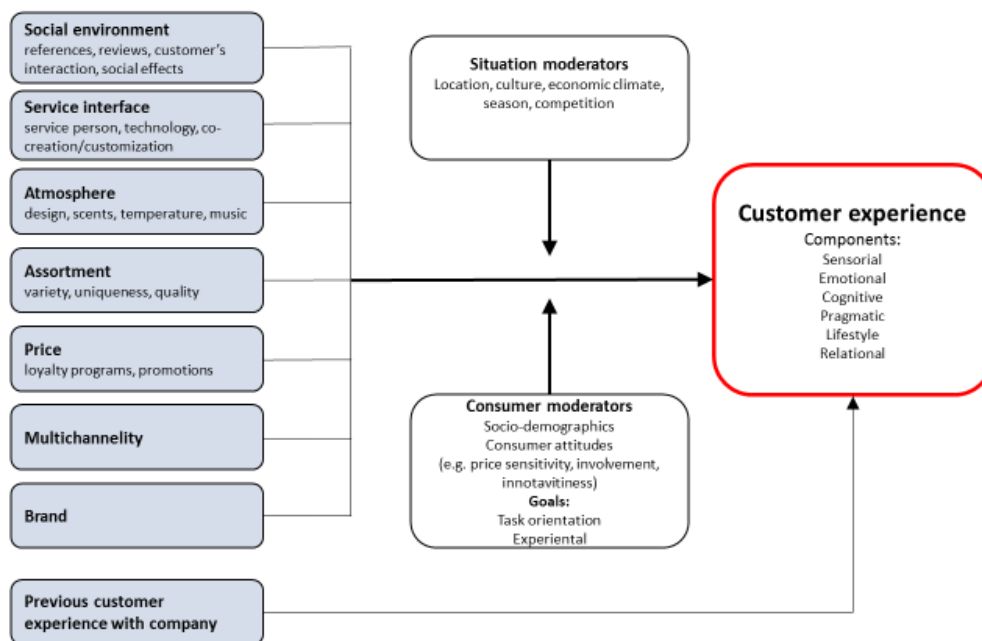 Social environment
references, reviews, customer's
interaction, social effects
Service interface
service person, technology, co-
creation/customization
Atmosphere
design, scents, temperature, music
Assortment
variety, uniqueness, quality
Price
loyalty programs, promotions
Multichannelity
Brand
Previous customer
experience with company
Situation moderators
Location, culture, economic climate,
season, competition
Consumer moderators
Socio-demographics
Consumer attitudes
(e.g. price sensitivity, involvement,
innotavitiness)
Goals:
Task orientation
Experiental
Customer experience
Components:
Sensorial
Emotional
Cognitive
Pragmatic
Lifestyle
Relational